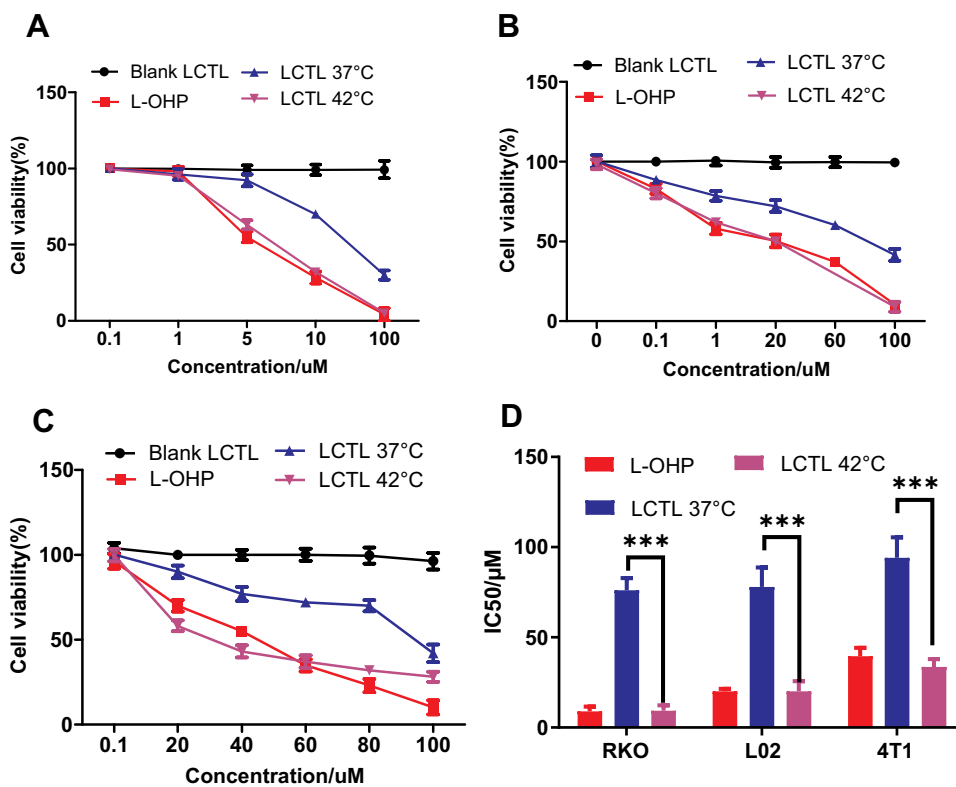 A
Blank LCTL
LCTL 37°C
L-OHP
LCTL 42°C
Cell viability(%)
150
100
50
0
0.1 1 5 10 100
Concentration/uM
B
Blank LCTL
LCTL 37°C
L-OHP
LCTL 42°C
Cell viability(%)
150
100
50
0
0 0.1 1 20 60 100
Concentration/uM
C
Blank LCTL
LCTL 37°C
L-OHP
LCTL 42°C
Cell viability(%)
150
100
50
0
0.1 20 40 60 80 100
Concentration/uM
D
L-OHP
LCTL 42°C
LCTL 37°C
IC50/μM
150
100
50
0
***
***
***
RKO L02 4T1